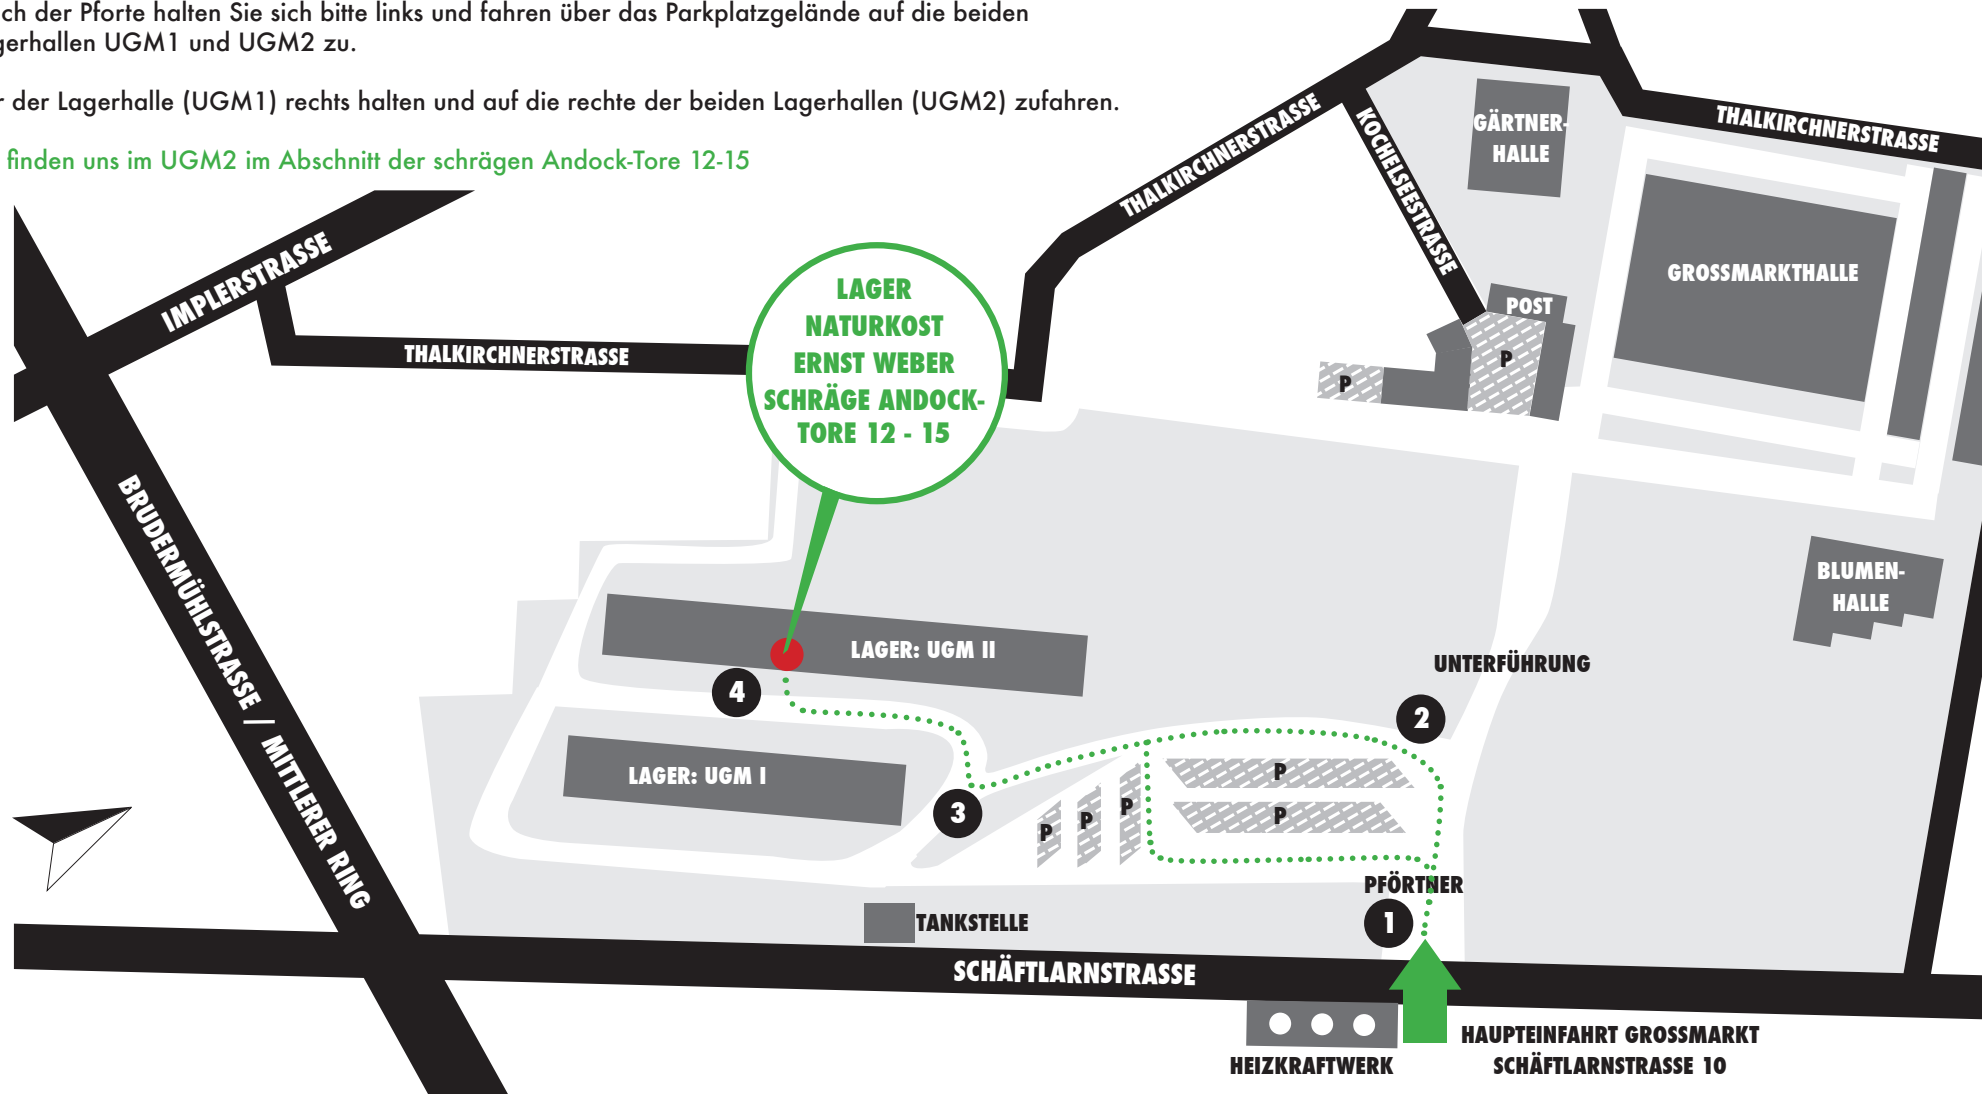 ch der Pforte halten Sie sich bitte links und fahren über das Parkplatzgelände auf die beiden
gerhallen UGM1 und UGM2 zu.
r der Lagerhalle (UGM1) rechts halten und auf die rechte der beiden Lagerhallen (UGM2) zufahren.
finden uns im UGM2 im Abschnitt der schrägen Andock-Tore 12-15
THALKIRCHNERSTRASSE
KOCHELSEESTRASSE
GÄRTNER-
HALLE
THALKIRCHNERSTRASSE
IMPLERSTRASSE
THALKIRCHNERSTRASSE
LAGER
NATURKOST
ERNST WEBER
SCHRÄGE ANDOCK-
TORE 12 - 15
GROSSMARKTHALLE
POST
P
P
BRUDERMÜHLSTRASSE / MITTLERER RING
BLUMEN-
HALLE
LAGER: UGM II
UNTERFÜHRUNG
4
2
LAGER: UGM I
3
P
P
P
P
P
PFÖRTNER
1
TANKSTELLE
SCHÄFTLARNSTRASSE
HEIZKRAFTWERK
HAUPTEINFAHRT GROSSMARKT
SCHÄFTLARNSTRASSE 10